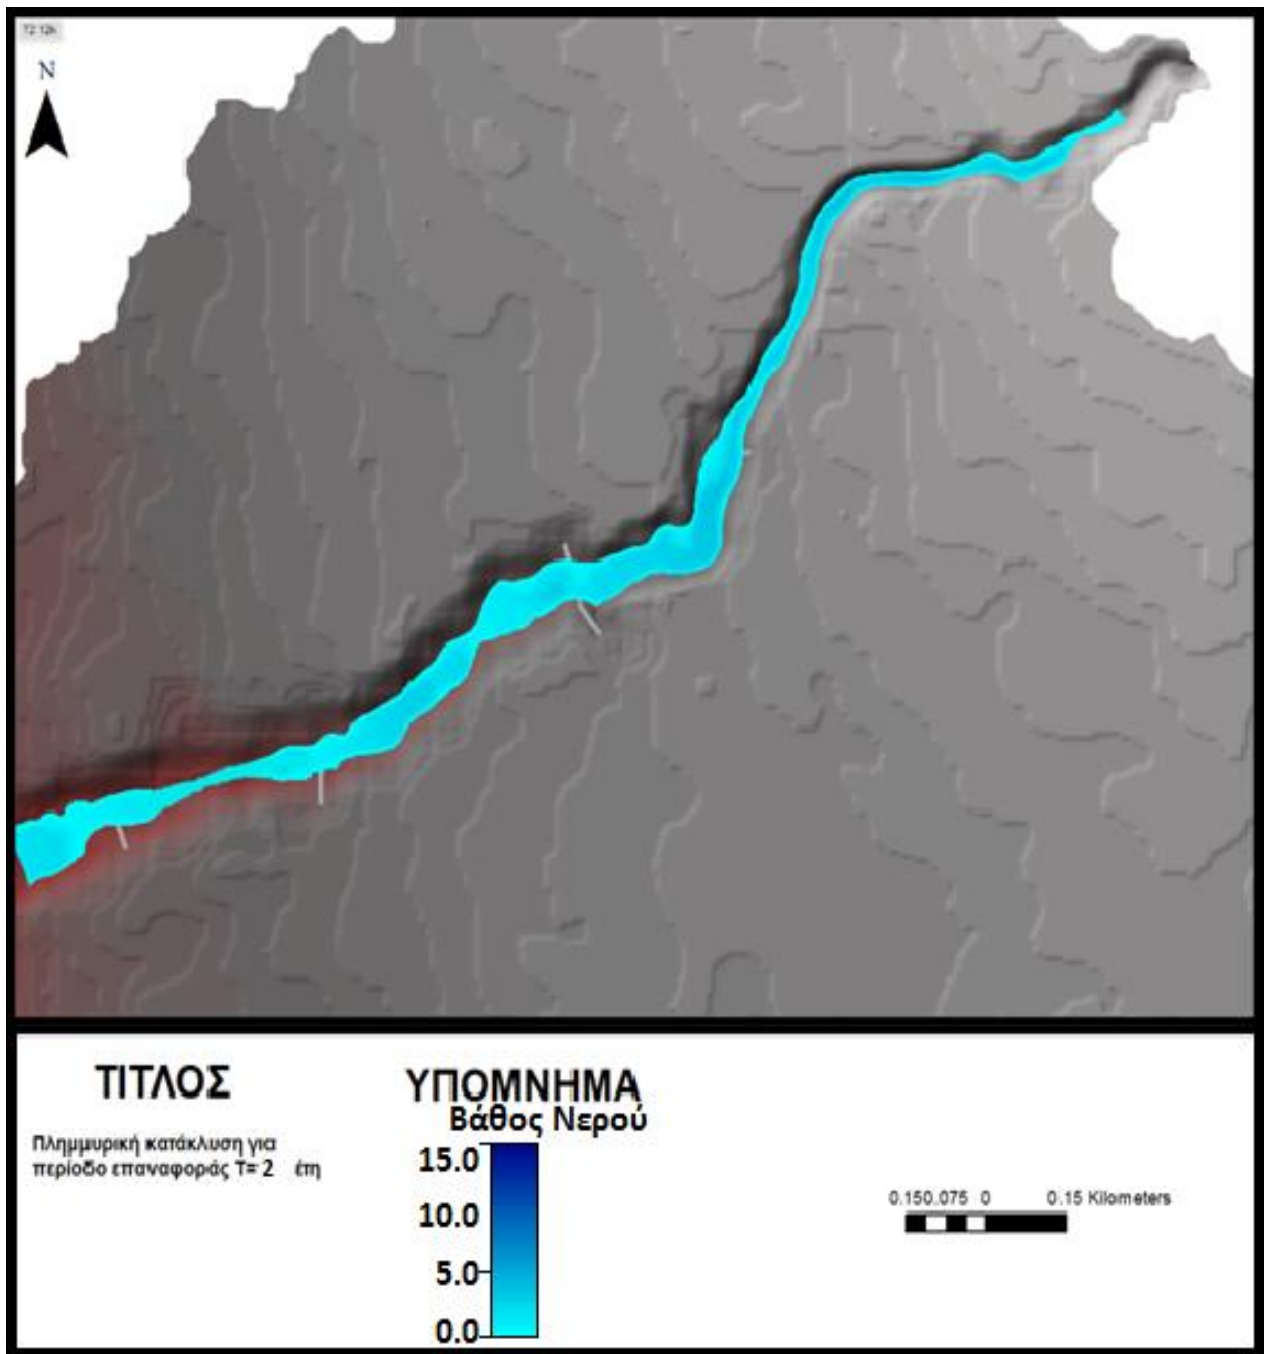 N
ΤΙΤΛΟΣ
Πλημμυρική κατάκλυση για
περίοδο επαναφοράς Τ= 2 έτη
ΥΠΟΜΝΗΜΑ
Βάθος Νερού
15.0
10.0
5.0
0.0
0.150.075 0 0.15 Kilometers